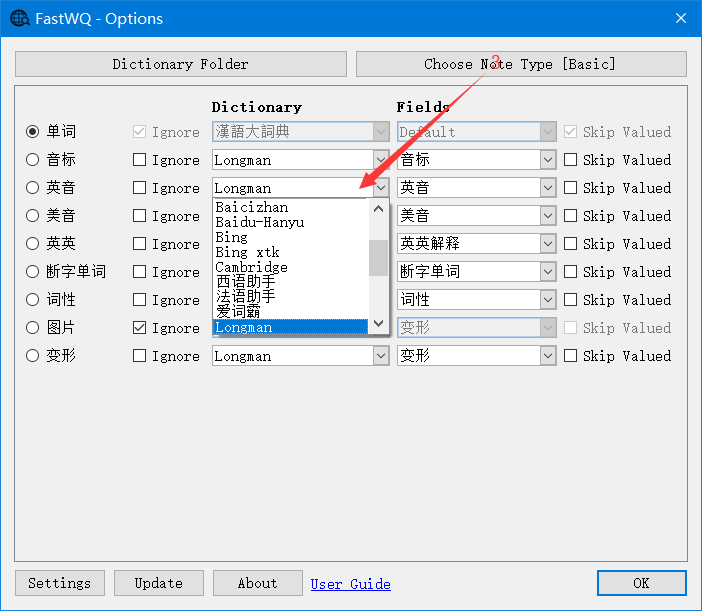 FastWQ - Options
Dictionary Folder
Choose Note Type [Basic]
3
Dictionary Fields
单词 Ignore 漢語大詞典 Default Skip Valued
音标 Ignore Longman 音标 Skip Valued
英音 Ignore Longman 英音 Skip Valued
美音 Ignore 美音 Skip Valued
英英 Ignore 英英解释 Skip Valued
断字单词 Ignore 断字单词 Skip Valued
词性 Ignore 词性 Skip Valued
图片 Ignore 变形 Skip Valued
变形 Ignore Longman 变形 Skip Valued
Baicizhan
Baidu-Hanyu
Bing
Bing xtk
Cambridge
西语助手
法语助手
爱词霸
Longman
Settings Update About User Guide OK